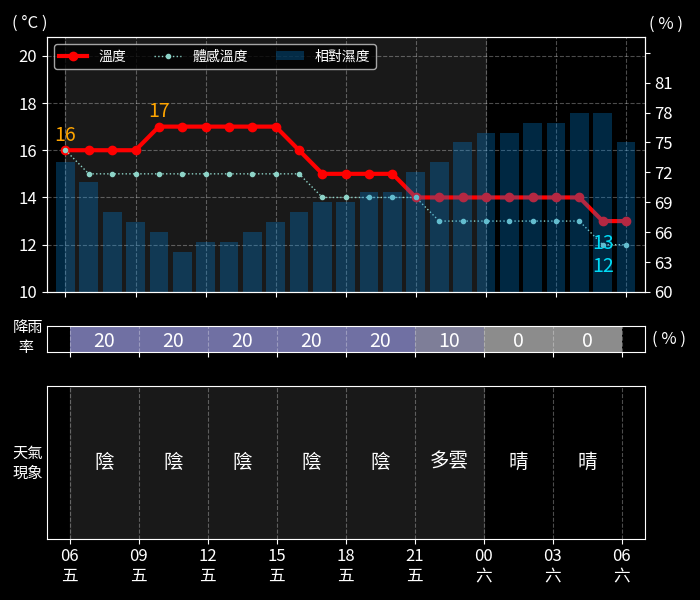 ( °C )
( % )
溫度 體感溫度 相對濕度
20
18
16
14
12
10
81
78
75
72
69
66
63
60
16
17
13
12
降雨率
20 20 20 20 20 10 0 0
( % )
天氣現象
陰 陰 陰 陰 陰 多雲 晴 晴
06 09 12 15 18 21 00 03 06
五 五 五 五 五 五 六 六 六